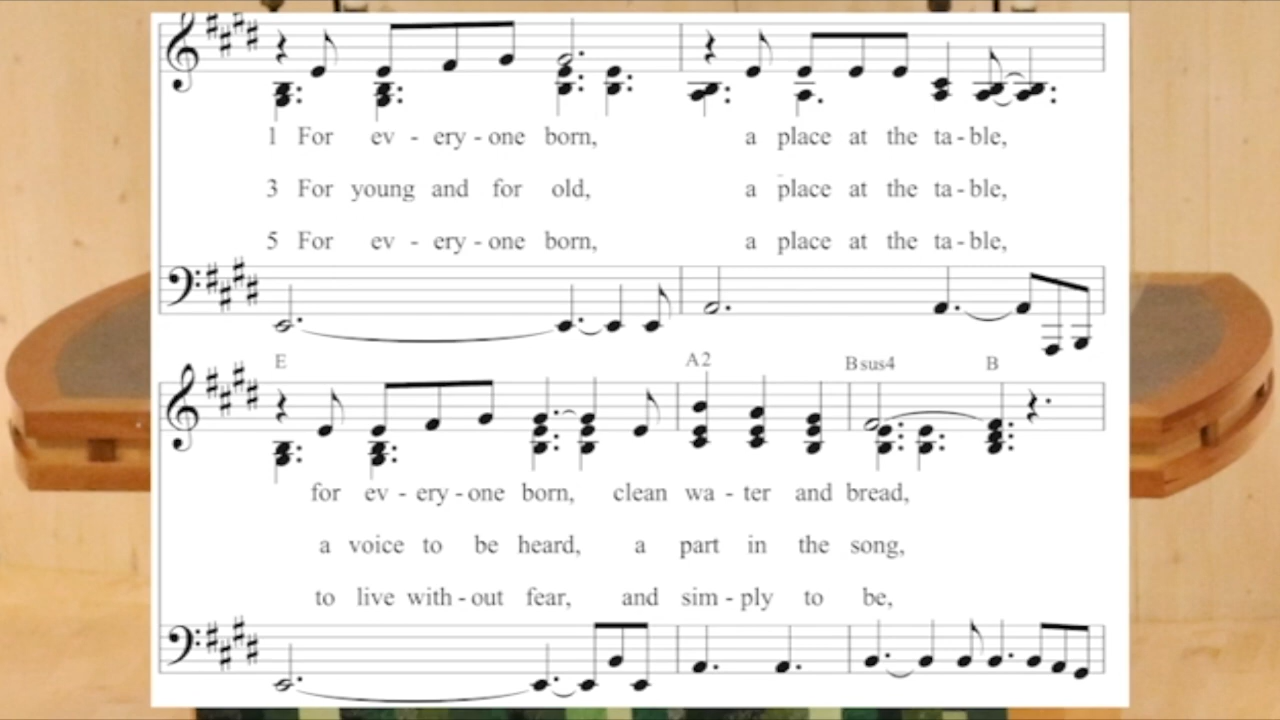 1 For ev - ery - one born, a place at the ta - ble,
3 For young and for old, a place at the ta - ble,
5 For ev - ery - one born, a place at the ta - ble,
E A2 Bsus4 B
for ev - ery - one born, clean wa - ter and bread,
a voice to be heard, a part in the song,
to live with - out fear, and sim - ply to be,